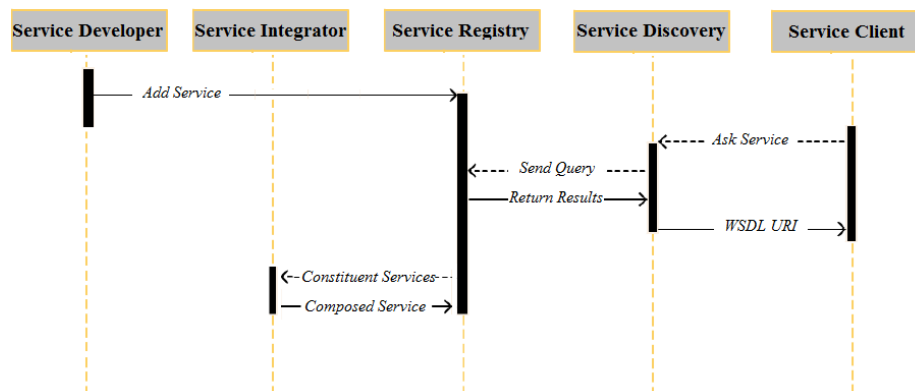 Service Developer
Service Integrator
Service Registry
Service Discovery
Service Client
Add Service
Ask Service
Send Query
Return Results
WSDL URI
Constituent Services
Composed Service